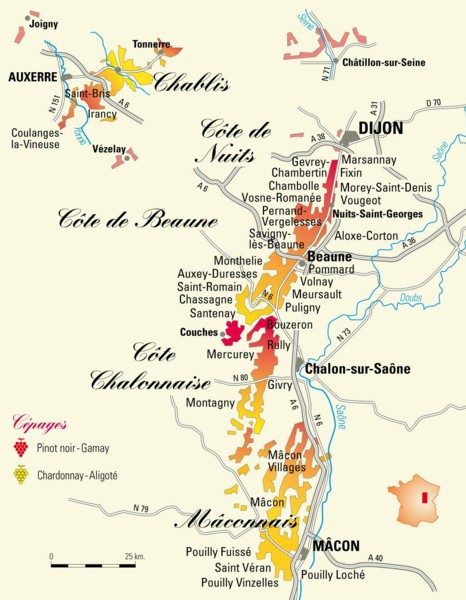 Joigny
Tonnerre
AUXERRE
Chablis
Saint-Bris
N 151
Irancy
A 6
Coulanges-
la-Vineuse
Yonne
Vézelay
Seine
N 71
Châtillon-sur-Seine
A 31
D 70
Côte de
Nuits
A 38
DIJON
Saône
Gevrey-
Chambertin
Marsannay
Fixin
A 6
Chambolle
Morey-Saint-Denis
Vosne-Romanée
Vougeot
Pernand-
Vergelesses
Nuits-Saint-Georges
Côte de Beaune
Savigny-
lès-Beaune
Aloxe-Corton
A 36
Beaune
Monthelie
Pommard
Auxey-Duresses
Volnay
Saint-Romain
N 6
Meursault
Doubs
Chassagne
Puligny
Santenay
Couches
Bouzeron
N 73
Côte
Chalonnaise
Rully
Mercurey
Chalon-sur-Saône
N 80
Givry
Montagny
A 6
N 6
Saône
Cépages
Pinot noir - Gamay
Chardonnay - Aligoté
Mâcon
Villages
N 79
Mâcon
Mâconnais
Pouilly Fuissé
MÂCON
Saint Véran
A 40
Pouilly Vinzelles
Pouilly Loché
0
25 km.